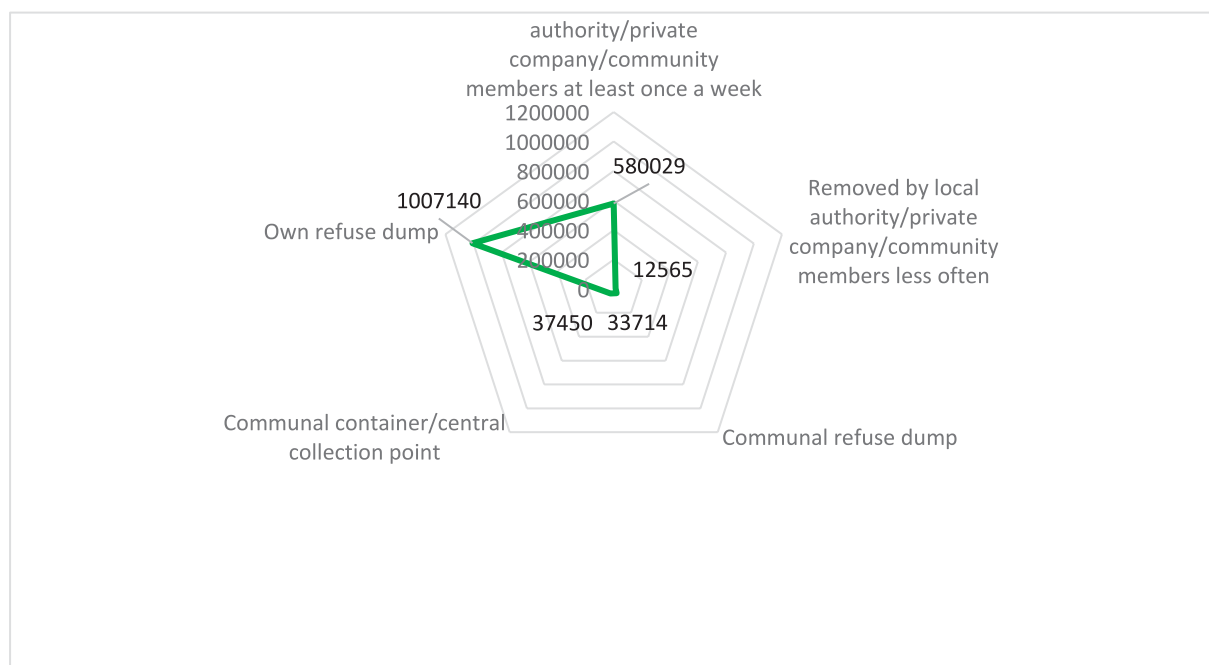 authority/private
company/community
members at least once a week
1200000
1000000
800000
600000
400000
200000
0
580029
12565
33714
37450
1007140
Removed by local
authority/private
company/community
members less often
Communal refuse dump
Communal container/central
collection point
Own refuse dump